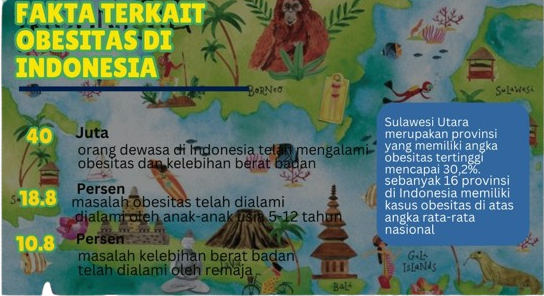 FAKTA TERKAIT
OBESITAS DI
INDONESIA
BORNEO
SULAWESI
40 Juta
orang dewasa di Indonesia telah mengalami
obesitas dan kelebihan berat badan
18.8 Persen
masalah obesitas telah dialami
dialami oleh anak-anak usia 5-12 tahun
10.8 Persen
masalah kelebihan berat badan
telah dialami remaja
Sulawesi Utara
merupakan provinsi
yang memiliki angka
obesitas tertinggi
mencapai 30,2%.
sebanyak 16 provinsi
di Indonesia memiliki
kasus obesitas di atas
angka rata-rata
nasional
GILI
ISLANDS
BALI